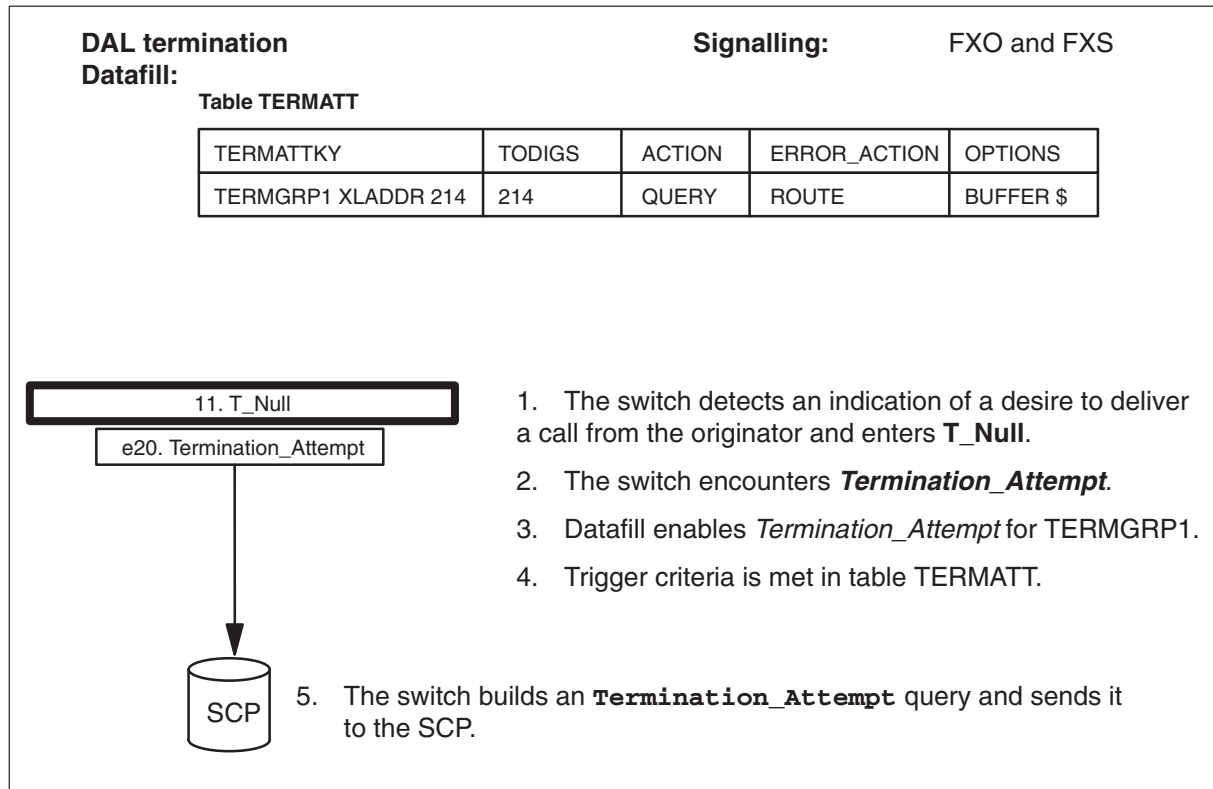 DAL termination Signalling: FXO and FXS
Datafill:
Table TERMATT
TERMATTKY TODIGS ACTION ERROR_ACTION OPTIONS
TERMGRP1 XLADDR 214 214 QUERY ROUTE BUFFER $
11. T_Null
e20. Termination_Attempt
1. The switch detects an indication of a desire to deliver
a call from the originator and enters T_Null.
2. The switch encounters Termination_Attempt.
3. Datafill enables Termination_Attempt for TERMGRP1.
4. Trigger criteria is met in table TERMATT.
SCP
5. The switch builds an Termination_Attempt query and sends it
to the SCP.